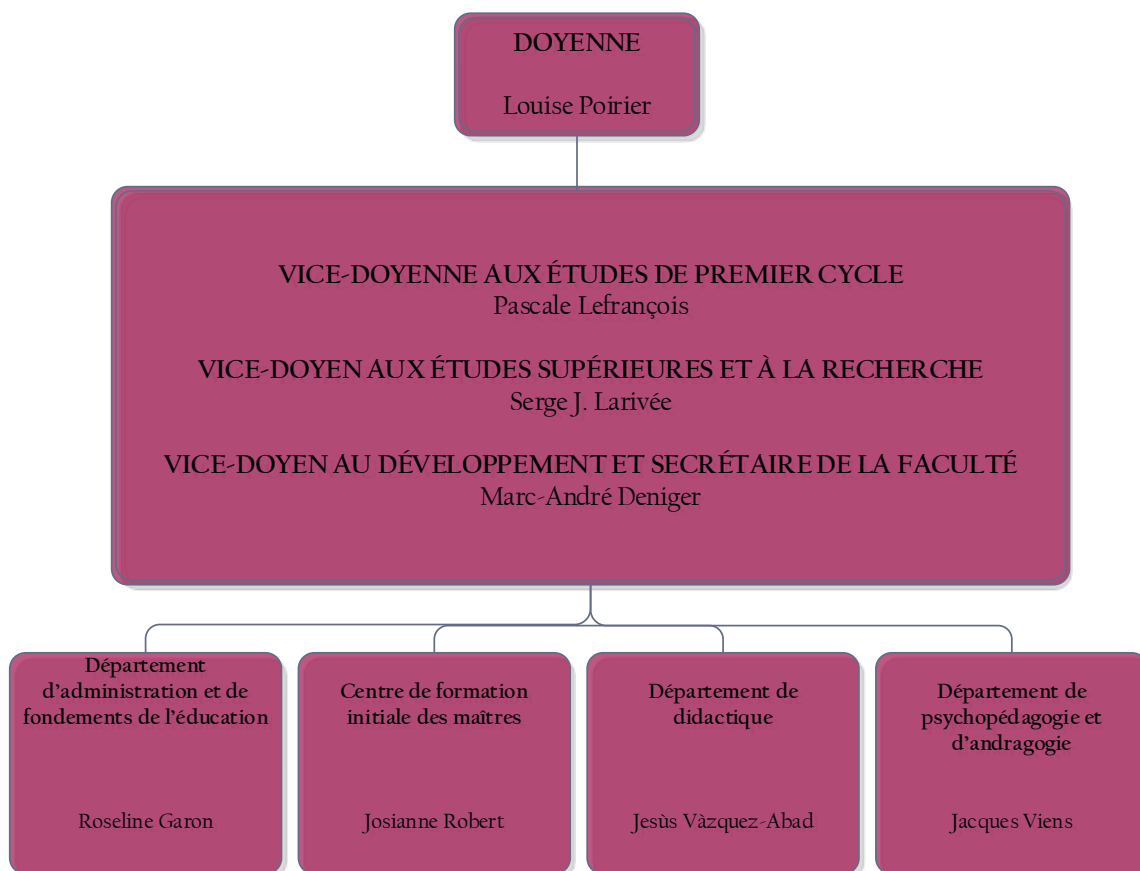 DOYENNE
Louise Poirier
VICE-DOYENNE AUX ÉTUDES DE PREMIER CYCLE
Pascale Lefrançois
VICE-DOYEN AUX ÉTUDES SUPÉRIEURES ET À LA RECHERCHE
Serge J. Larivée
VICE-DOYEN AU DÉVELOPPEMENT ET SECRÉTAIRE DE LA FACULTÉ
Marc-André Deniger
Département
d'administration et de
fondements de l'éducation
Roseline Garon
Centre de formation
initiale des maîtres
Josianne Robert
Département de
didactique
Jesùs Vàzquez-Abad
Département de
psychopédagogie et
d'andragogie
Jacques Viens